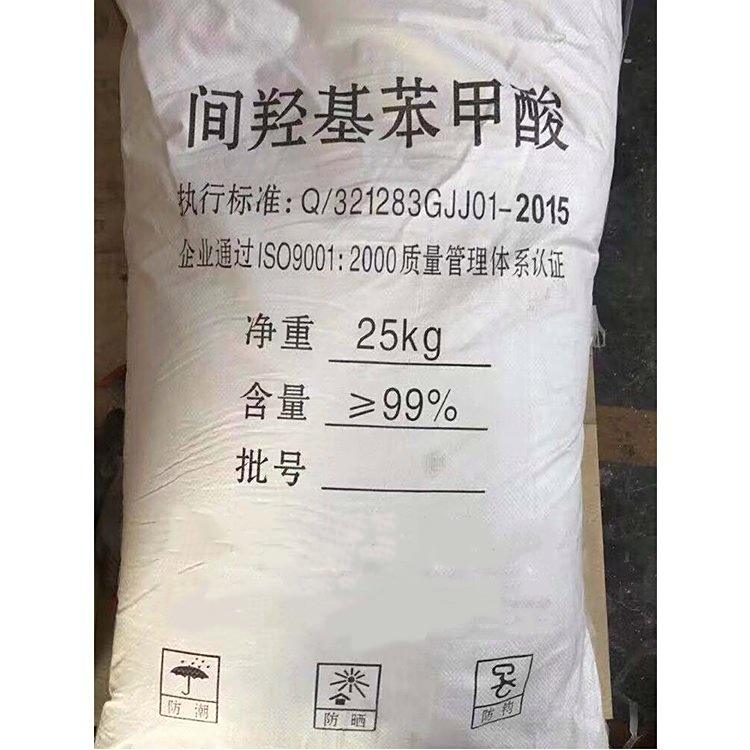 间羟基苯甲酸
执行标准: Q/321283GJJ01-2015
企业通过ISO9001: 2000质量管理体系认证
净重 25kg
含量 ≥99%
批号
防潮 防晒 防钩